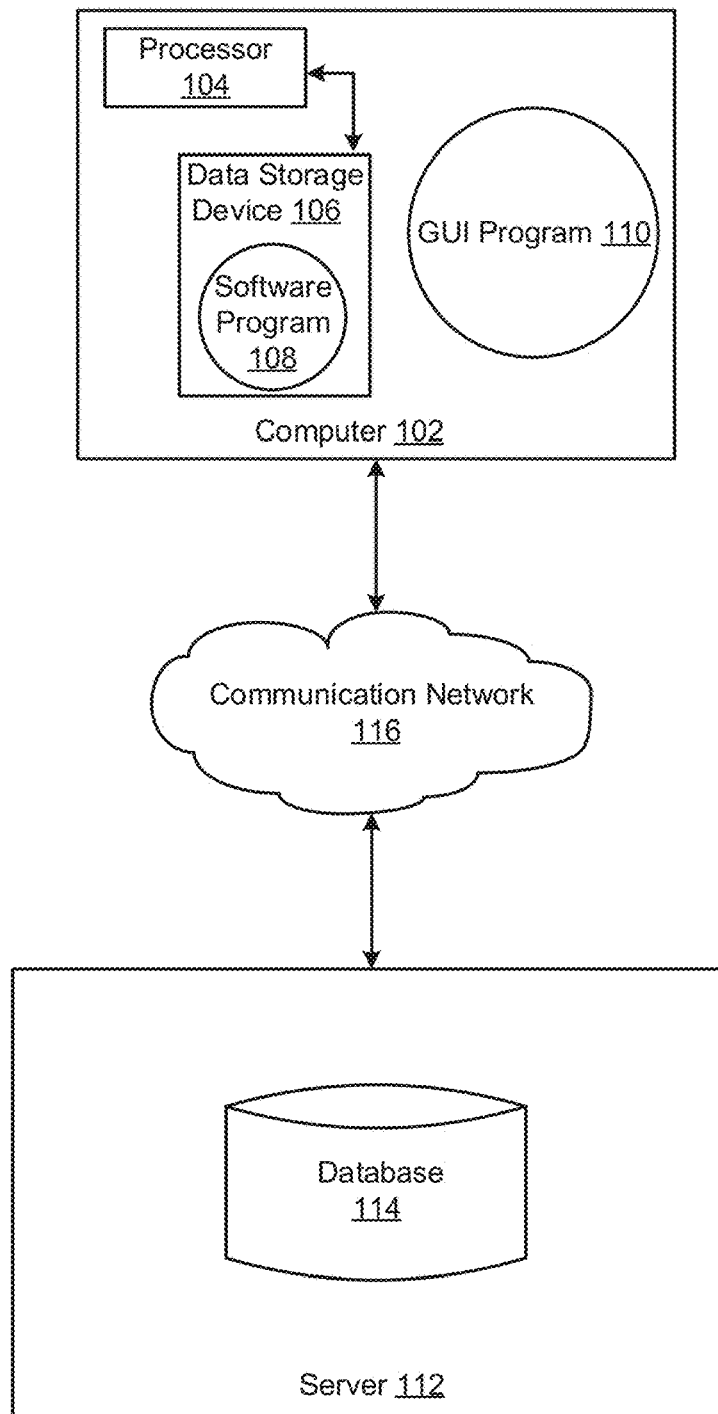 Processor
104
Data Storage
Device 106
Software
Program
108
GUI Program 110
Computer 102
Communication Network
116
Database
114
Server 112